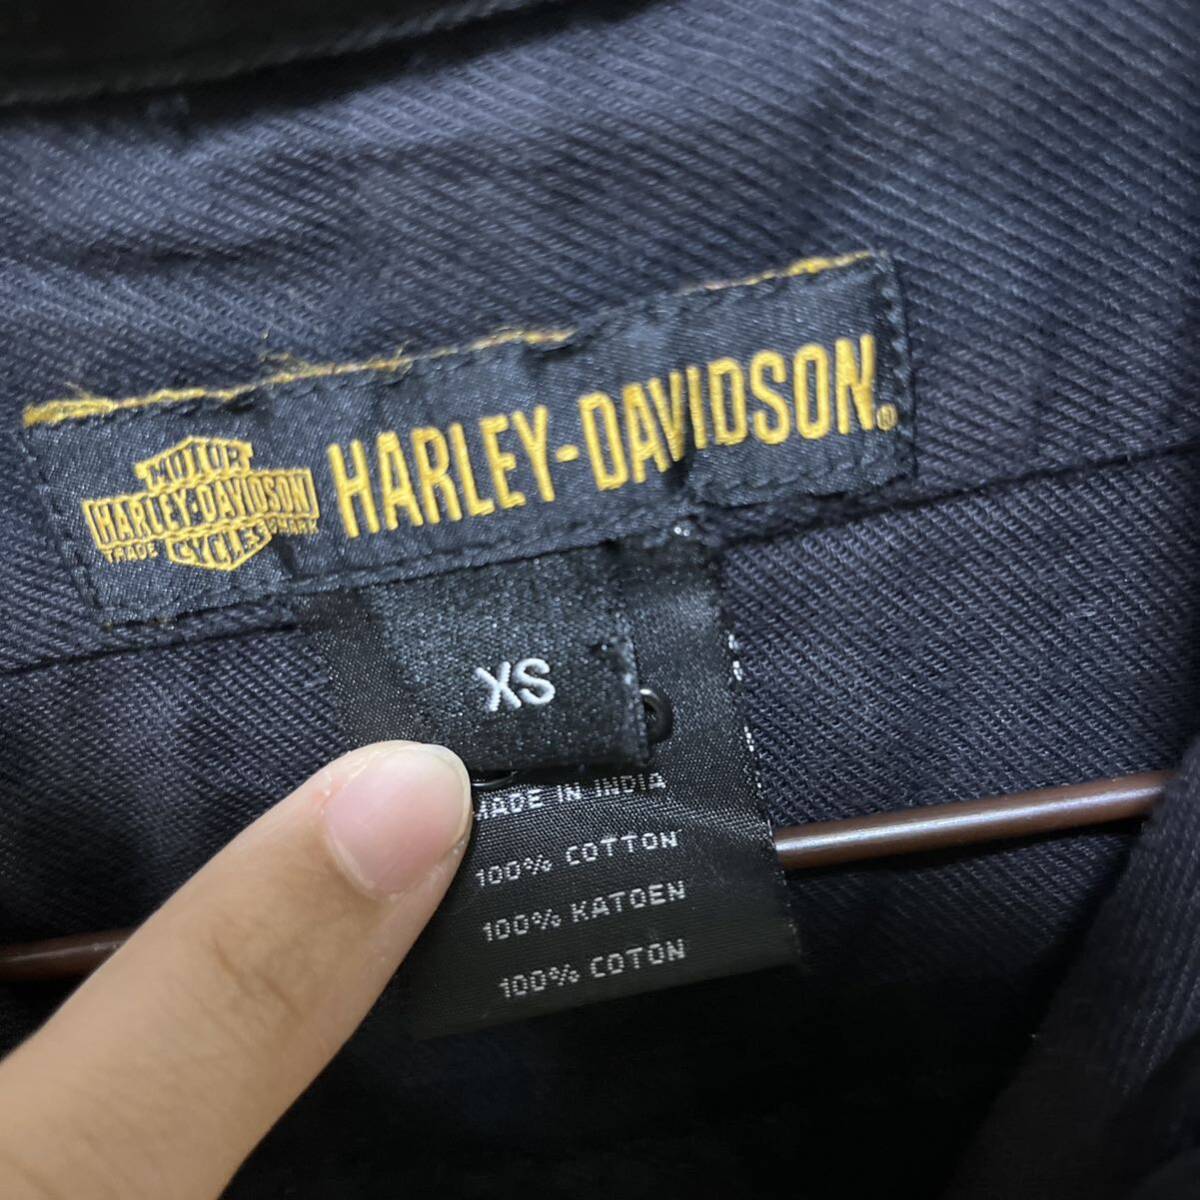 MOTOR
HARLEY-DAVIDSON
TRADE MARK
CYCLES
HARLEY-DAVIDSON®
XS
MADE IN INDIA
100% COTTON
100% KATOEN
100% COTON